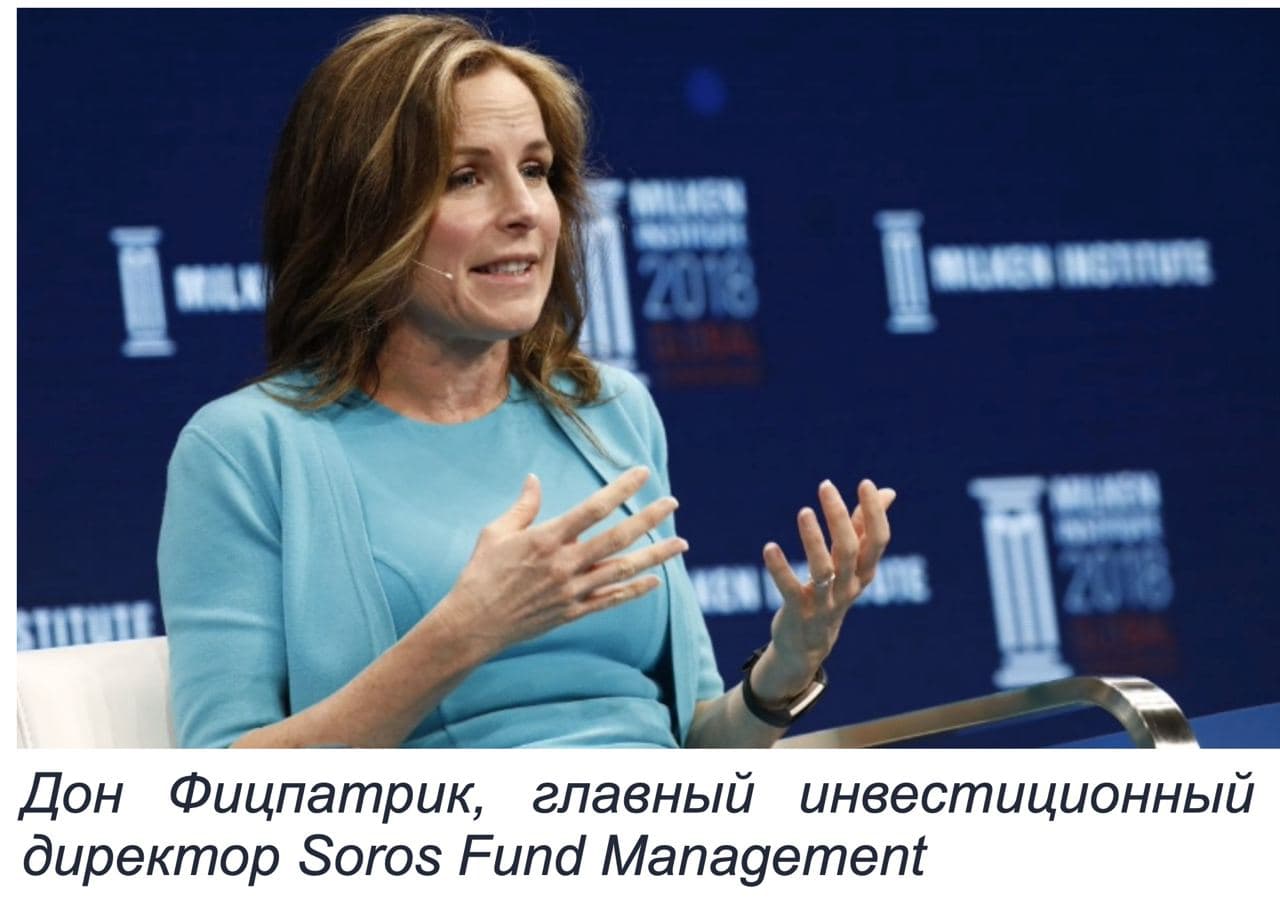 MILKEN
INSTITUTE
2018
GLOBAL
MILKEN INSTITUTE
MILKEN
INSTITUTE
2018
GLOBAL
Дон Фицпатрик, главный инвестиционный
директор Soros Fund Management